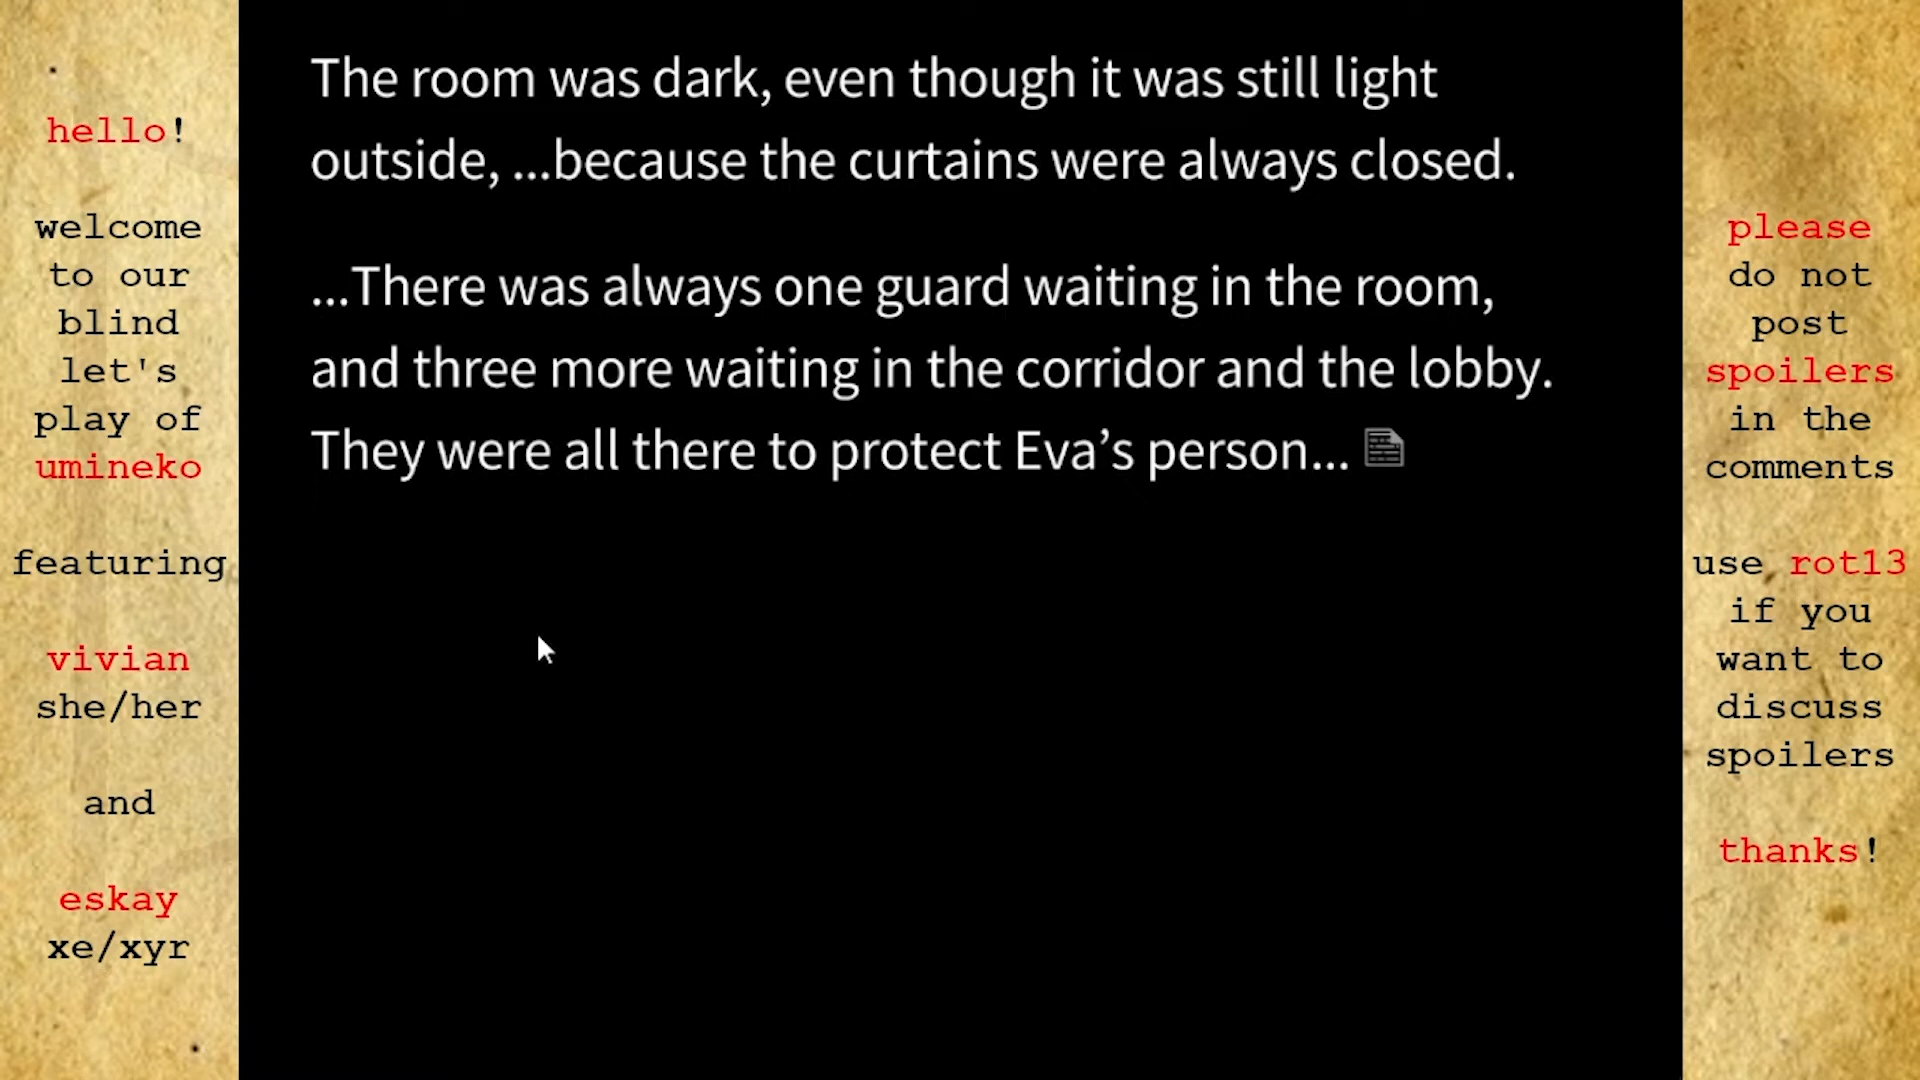 hello!
welcome
to our
blind
let's
play of
umineko
featuring
vivian
she/her
and
eskay
xe/xyr
The room was dark, even though it was still light
outside, ...because the curtains were always closed.
...There was always one guard waiting in the room,
and three more waiting in the corridor and the lobby.
They were all there to protect Eva’s person...
please
do not
post
spoilers
in the
comments
use rot13
if you
want to
discuss
spoilers
thanks!